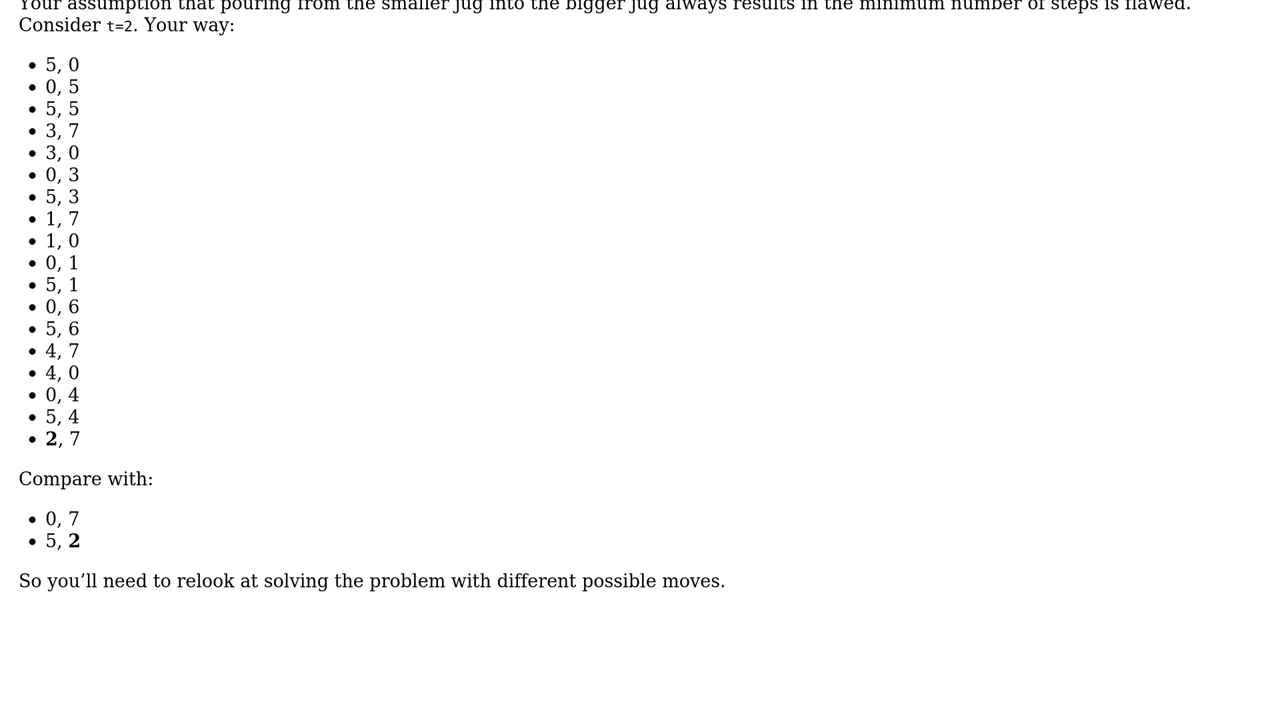 Your assumption that pouring from the smaller jug into the bigger jug always results in the minimum number of steps is flawed.
Consider t=2. Your way:
• 5, 0
• 0, 5
• 5, 5
• 3, 7
• 3, 0
• 0, 3
• 5, 3
• 1, 7
• 1, 0
• 0, 1
• 5, 1
• 0, 6
• 5, 6
• 4, 7
• 4, 0
• 0, 4
• 5, 4
• 2, 7
Compare with:
• 0, 7
• 5, 2
So you’ll need to relook at solving the problem with different possible moves.